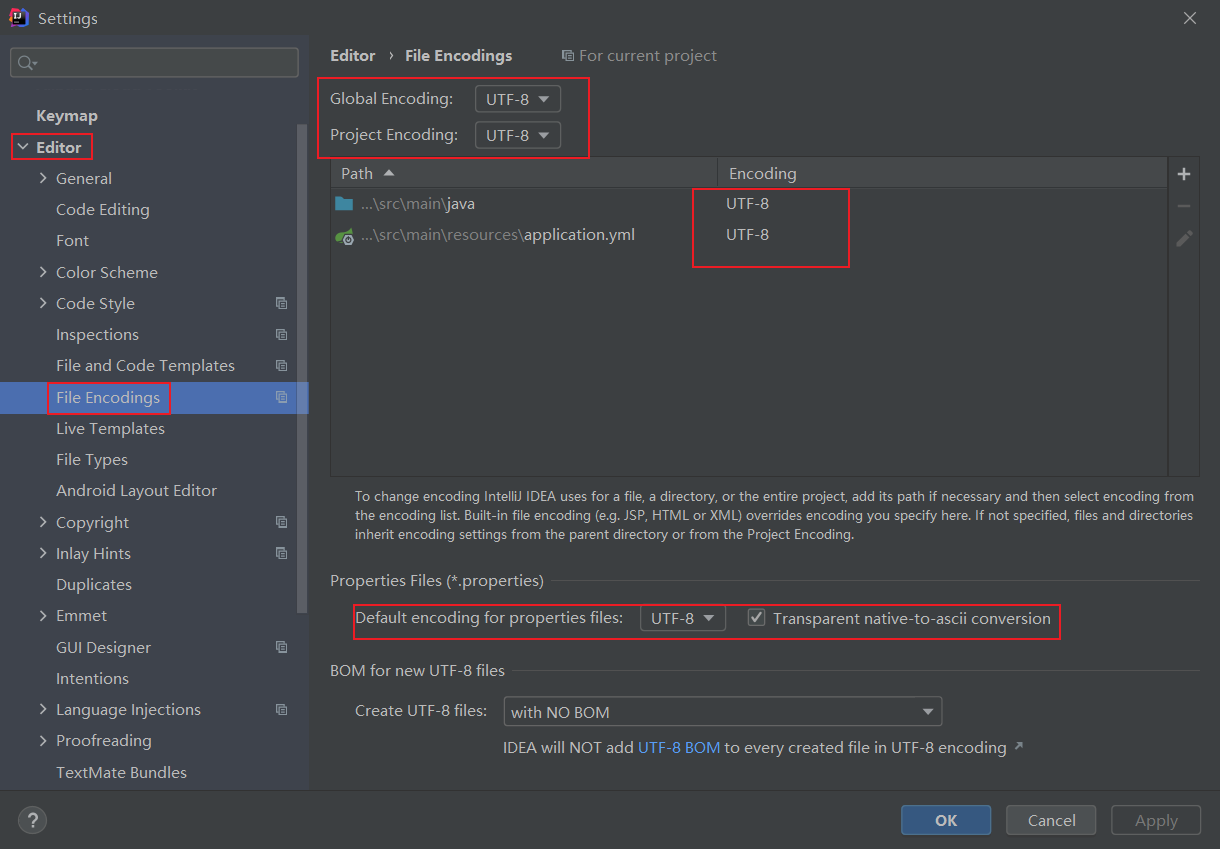 Settings
Keymap
Editor
General
Code Editing
Font
Color Scheme
Code Style
Inspections
File and Code Templates
File Encodings
Live Templates
File Types
Android Layout Editor
Copyright
Inlay Hints
Duplicates
Emmet
GUI Designer
Intentions
Language Injections
Proofreading
TextMate Bundles
Editor › File Encodings For current project
Global Encoding: UTF-8
Project Encoding: UTF-8
Path Encoding
...\src\main\java UTF-8
...\src\main\resources\application.yml UTF-8
To change encoding IntelliJ IDEA uses for a file, a directory, or the entire project, add its path if necessary and then select encoding from
the encoding list. Built-in file encoding (e.g. JSP, HTML or XML) overrides encoding you specify here. If not specified, files and directories
inherit encoding settings from the parent directory or from the Project Encoding.
Properties Files (*.properties)
Default encoding for properties files: UTF-8 Transparent native-to-ascii conversion
BOM for new UTF-8 files
Create UTF-8 files: with NO BOM
IDEA will NOT add UTF-8 BOM to every created file in UTF-8 encoding ↗
? OK Cancel Apply